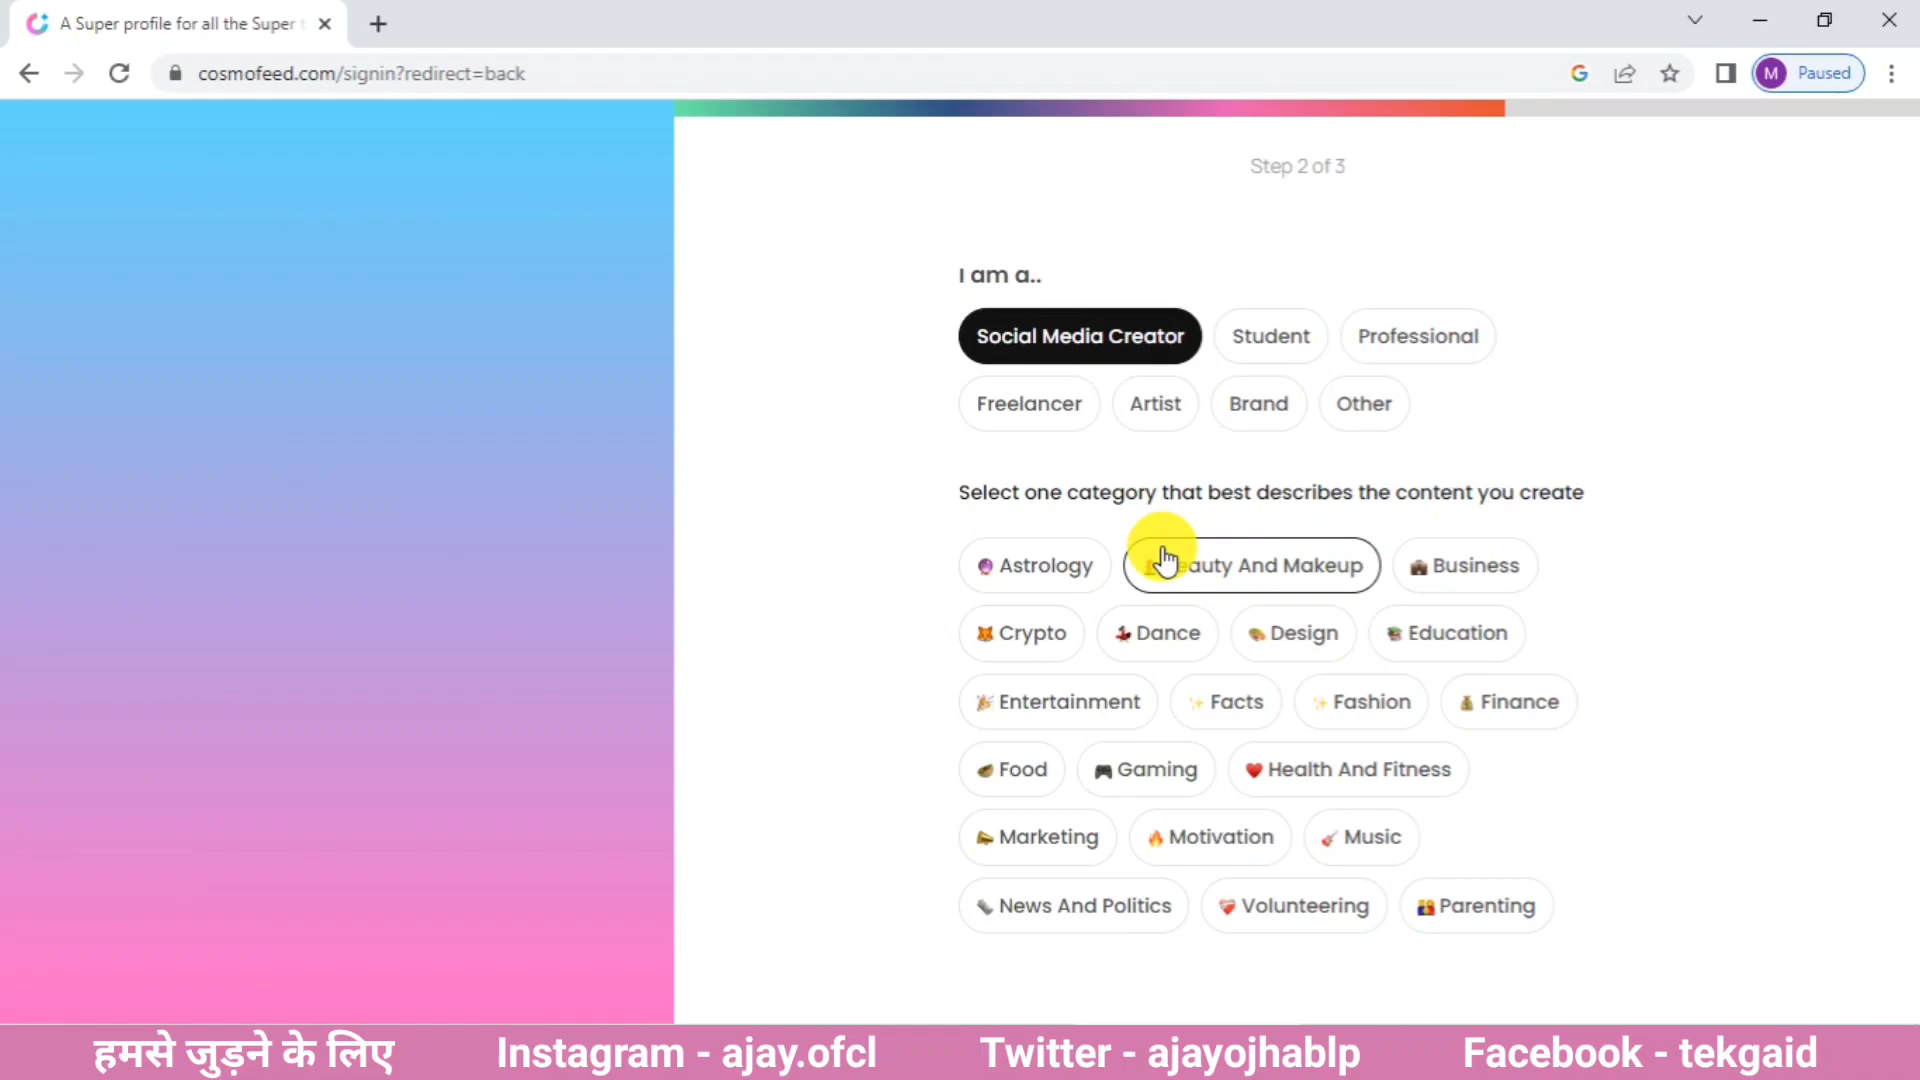 A Super profile for all the Super
cosmofeed.com/signin?redirect=back
M Paused
Step 2 of 3
I am a..
Social Media Creator Student Professional
Freelancer Artist Brand Other
Select one category that best describes the content you create
Astrology eauty And Makeup Business
Crypto Dance Design Education
Entertainment Facts Fashion Finance
Food Gaming Health And Fitness
Marketing Motivation Music
News And Politics Volunteering Parenting
हमसे जुड़ने के लिए Instagram - ajay.ofcl Twitter - ajayojhablp Facebook - tekgaid